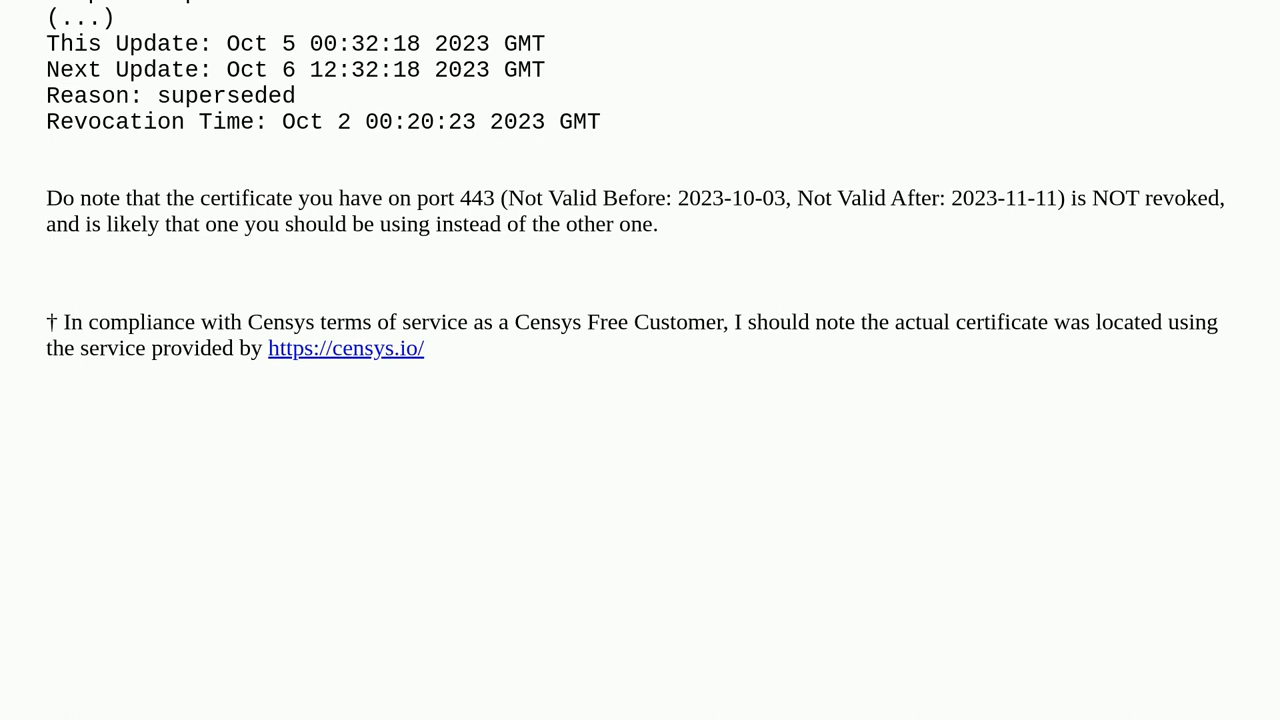 (...)
This Update: Oct 5 00:32:18 2023 GMT
Next Update: Oct 6 12:32:18 2023 GMT
Reason: superseded
Revocation Time: Oct 2 00:20:23 2023 GMT
Do note that the certificate you have on port 443 (Not Valid Before: 2023-10-03, Not Valid After: 2023-11-11) is NOT revoked,
and is likely that one you should be using instead of the other one.
† In compliance with Censys terms of service as a Censys Free Customer, I should note the actual certificate was located using
the service provided by https://censys.io/